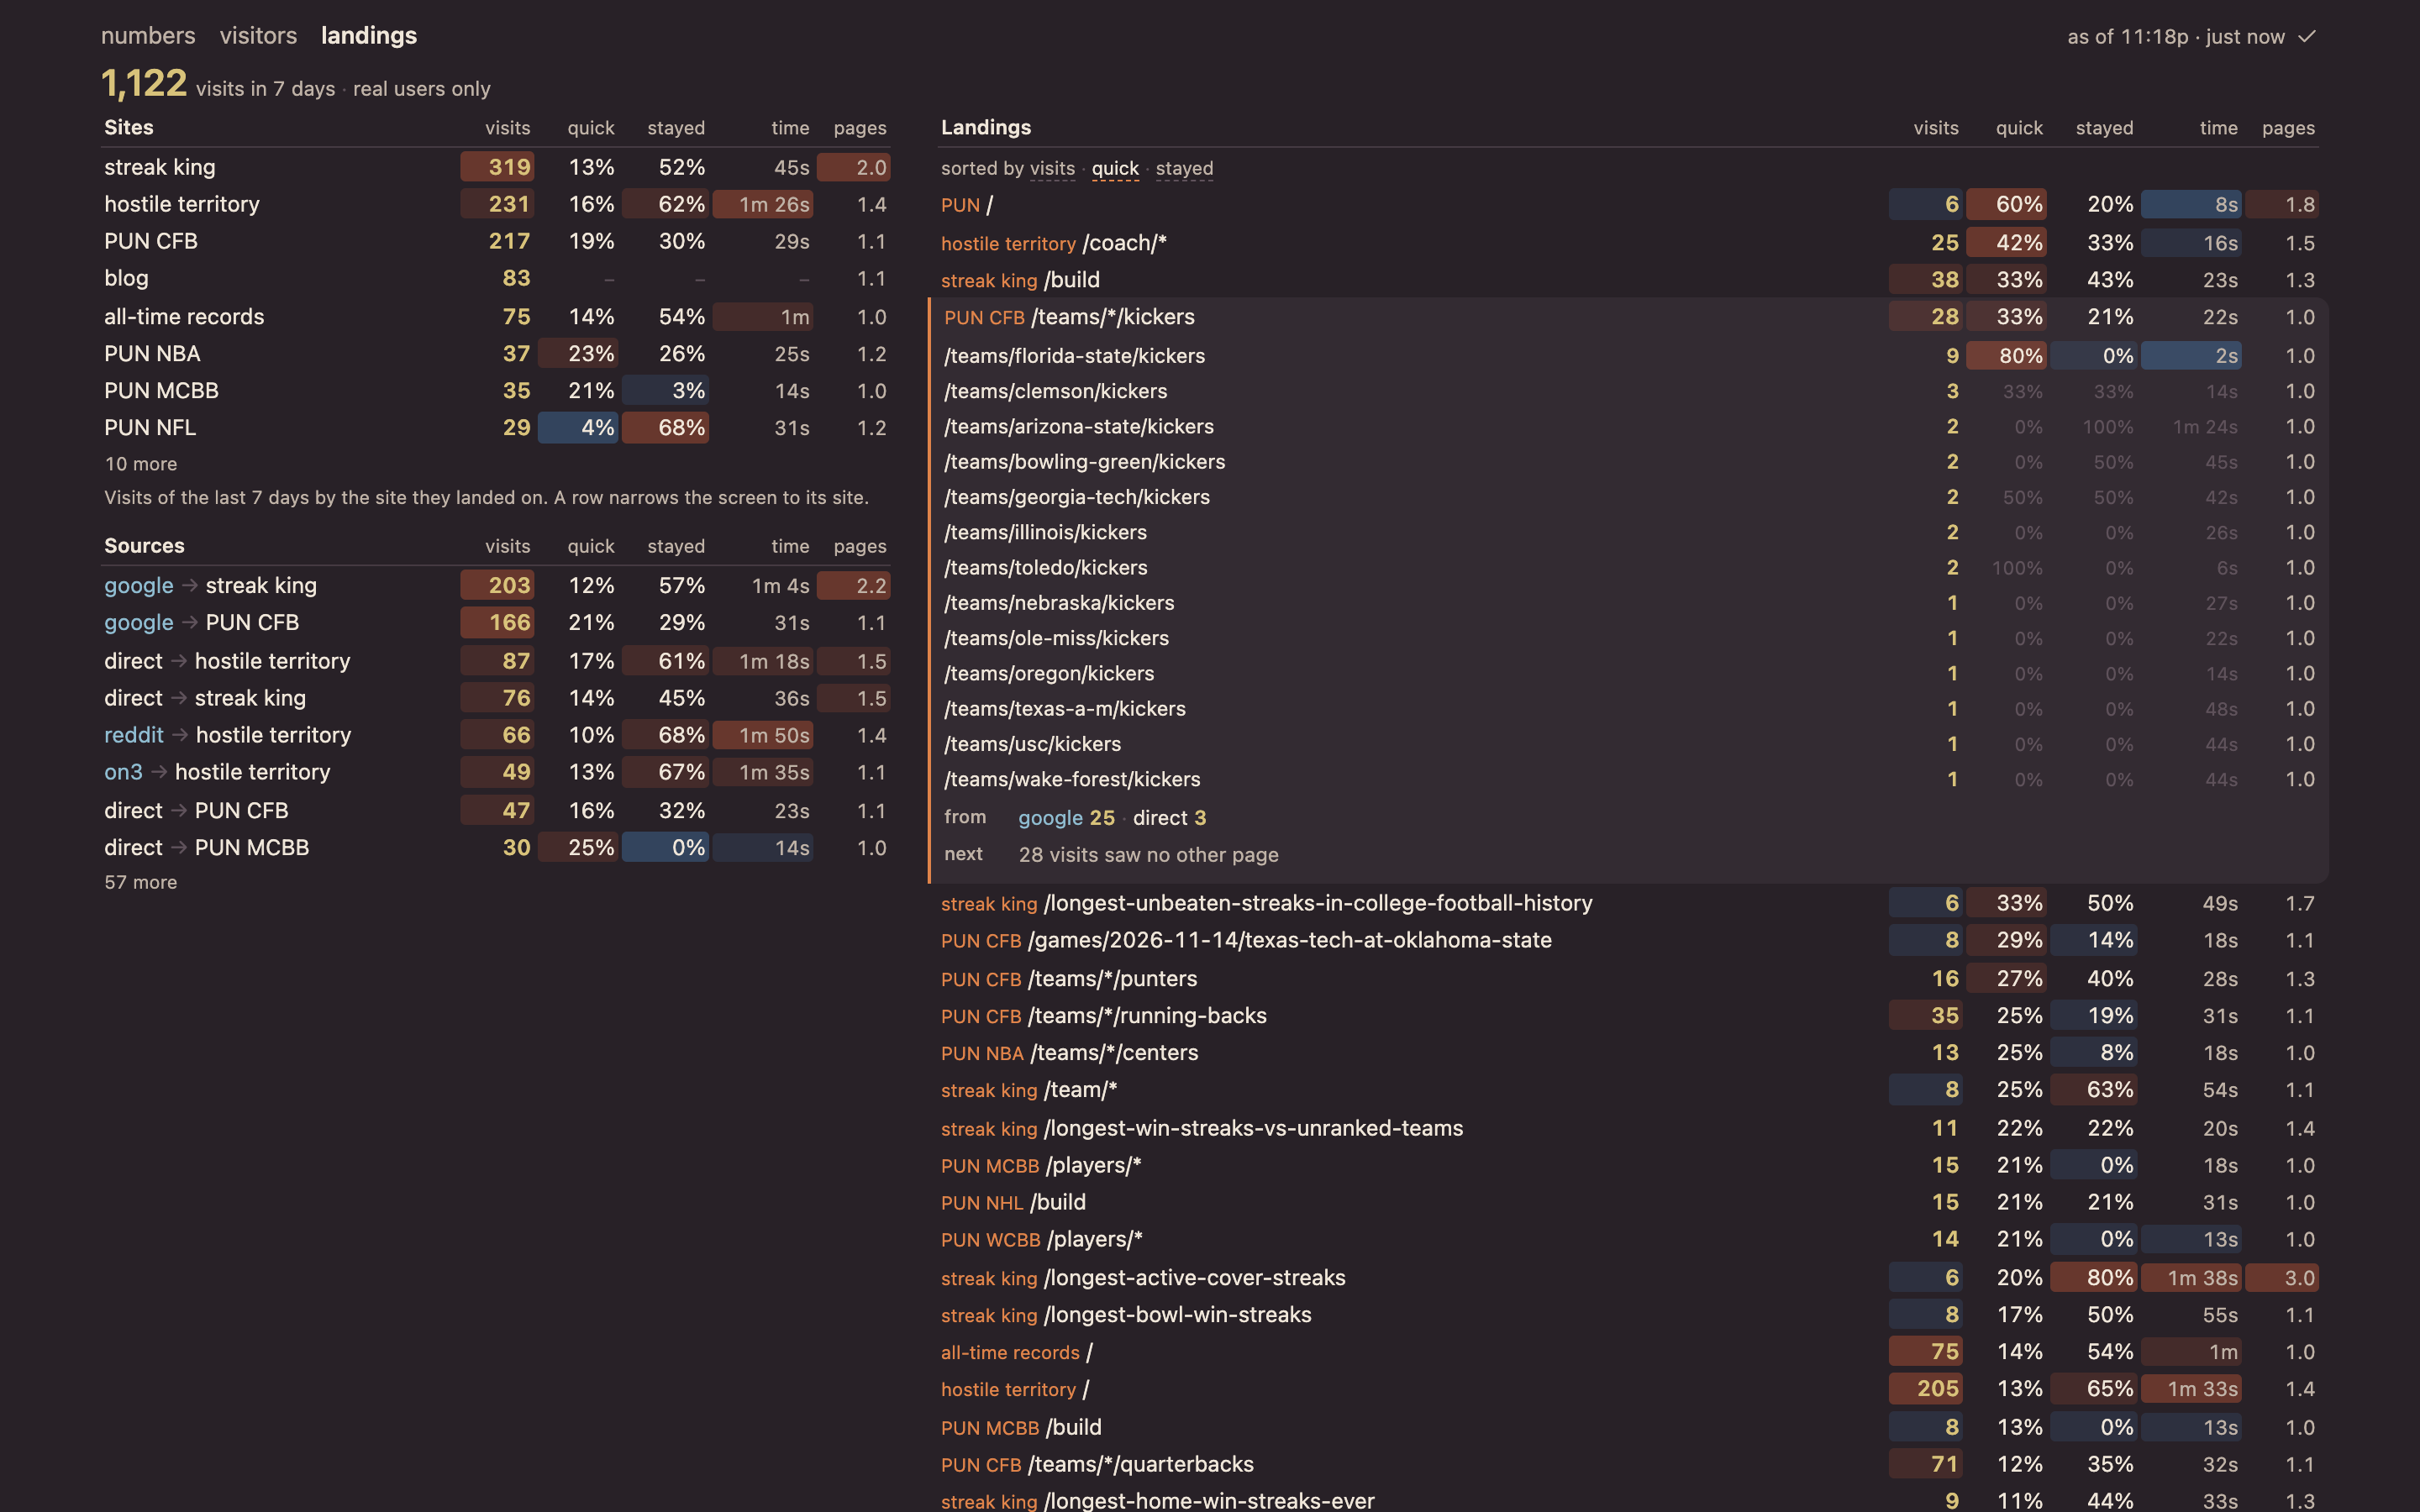 numbers visitors landings
as of 11:18p · just now ✓
1,122 visits in 7 days · real users only
Sites visits quick stayed time pages
streak king 319 13% 52% 45s 2.0
hostile territory 231 16% 62% 1m 26s 1.4
PUN CFB 217 19% 30% 29s 1.1
blog 83 – – – 1.1
all-time records 75 14% 54% 1m 1.0
PUN NBA 37 23% 26% 25s 1.2
PUN MCBB 35 21% 3% 14s 1.0
PUN NFL 29 4% 68% 31s 1.2
10 more
Visits of the last 7 days by the site they landed on. A row narrows the screen to its site.
Sources visits quick stayed time pages
google → streak king 203 12% 57% 1m 4s 2.2
google → PUN CFB 166 21% 29% 31s 1.1
direct → hostile territory 87 17% 61% 1m 18s 1.5
direct → streak king 76 14% 45% 36s 1.5
reddit → hostile territory 66 10% 68% 1m 50s 1.4
on3 → hostile territory 49 13% 67% 1m 35s 1.1
direct → PUN CFB 47 16% 32% 23s 1.1
direct → PUN MCBB 30 25% 0% 14s 1.0
57 more
Landings visits quick stayed time pages
sorted by visits · quick · stayed
PUN / 6 60% 20% 8s 1.8
hostile territory /coach/* 25 42% 33% 16s 1.5
streak king /build 38 33% 43% 23s 1.3
PUN CFB /teams/*/kickers 28 33% 21% 22s 1.0
/teams/florida-state/kickers 9 80% 0% 2s 1.0
/teams/clemson/kickers 3 33% 33% 14s 1.0
/teams/arizona-state/kickers 2 0% 100% 1m 24s 1.0
/teams/bowling-green/kickers 2 0% 50% 45s 1.0
/teams/georgia-tech/kickers 2 50% 50% 42s 1.0
/teams/illinois/kickers 2 0% 0% 26s 1.0
/teams/toledo/kickers 2 100% 0% 6s 1.0
/teams/nebraska/kickers 1 0% 0% 27s 1.0
/teams/ole-miss/kickers 1 0% 0% 22s 1.0
/teams/oregon/kickers 1 0% 0% 14s 1.0
/teams/texas-a-m/kickers 1 0% 0% 48s 1.0
/teams/usc/kickers 1 0% 0% 44s 1.0
/teams/wake-forest/kickers 1 0% 0% 44s 1.0
from google 25 · direct 3
next 28 visits saw no other page
streak king /longest-unbeaten-streaks-in-college-football-history 6 33% 50% 49s 1.7
PUN CFB /games/2026-11-14/texas-tech-at-oklahoma-state 8 29% 14% 18s 1.1
PUN CFB /teams/*/punters 16 27% 40% 28s 1.3
PUN CFB /teams/*/running-backs 35 25% 19% 31s 1.1
PUN NBA /teams/*/centers 13 25% 8% 18s 1.0
streak king /team/* 8 25% 63% 54s 1.1
streak king /longest-win-streaks-vs-unranked-teams 11 22% 22% 20s 1.4
PUN MCBB /players/* 15 21% 0% 18s 1.0
PUN NHL /build 15 21% 21% 31s 1.0
PUN WCBB /players/* 14 21% 0% 13s 1.0
streak king /longest-active-cover-streaks 6 20% 80% 1m 38s 3.0
streak king /longest-bowl-win-streaks 8 17% 50% 55s 1.1
all-time records / 75 14% 54% 1m 1.0
hostile territory / 205 13% 65% 1m 33s 1.4
PUN MCBB /build 8 13% 0% 13s 1.0
PUN CFB /teams/*/quarterbacks 71 12% 35% 32s 1.1
streak king /longest-home-win-streaks-ever 9 11% 44% 33s 1.3